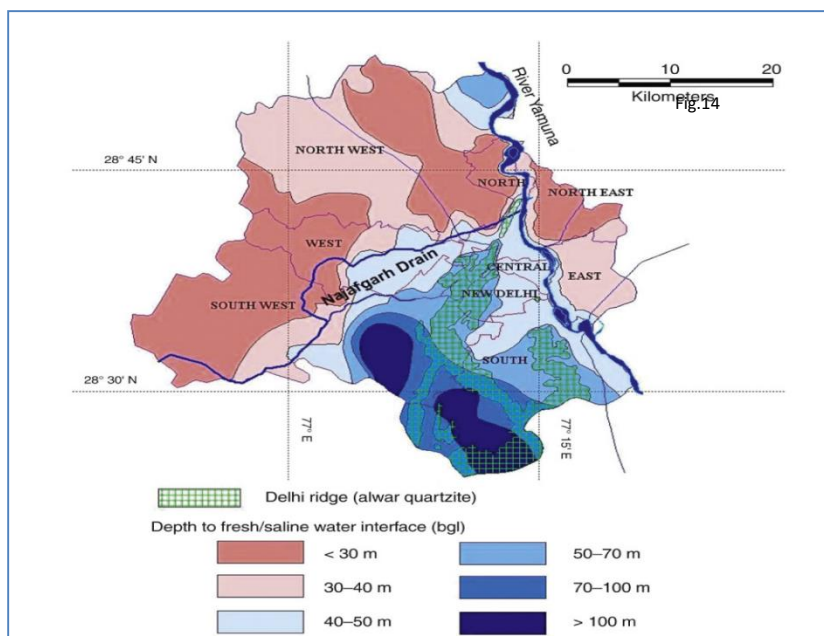 0 10 20
Kilometers
Fig.14
River Yamuna
28° 45' N
NORTH WEST
NORTH
NORTH EAST
WEST
Najafgarh Drain
CENTRAL
EAST
SOUTH WEST
NEW DELHI
SOUTH
28° 30' N
77° E
77° 15' E
Delhi ridge (alwar quartzite)
Depth to fresh/saline water interface (bgl)
< 30 m
50–70 m
30–40 m
70–100 m
40–50 m
> 100 m